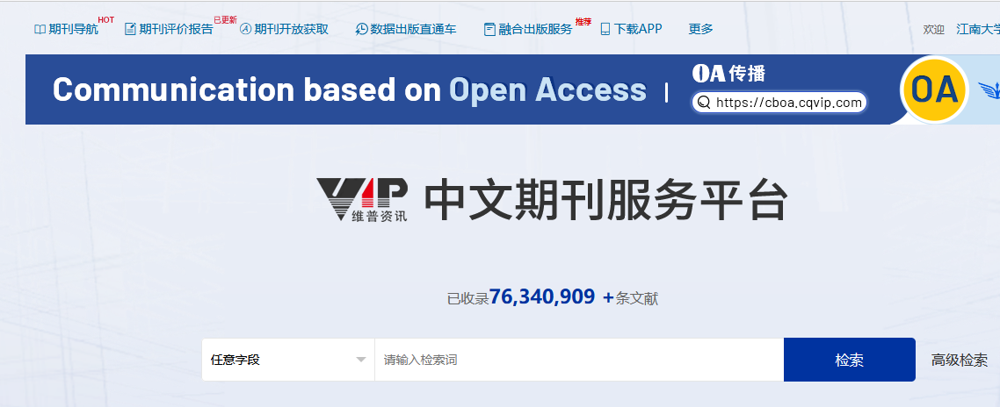 期刊导航 HOT 期刊评价报告 已更新 期刊开放获取 数据出版直通车 融合出版服务 推荐 下载APP 更多 欢迎 江南大
Communication based on Open Access | OA 传播 OA
https://cboa.cqvip.com
VIP 维普资讯 中文期刊服务平台
已收录76,340,909 +条文献
任意字段 请输入检索词 检索 高级检索